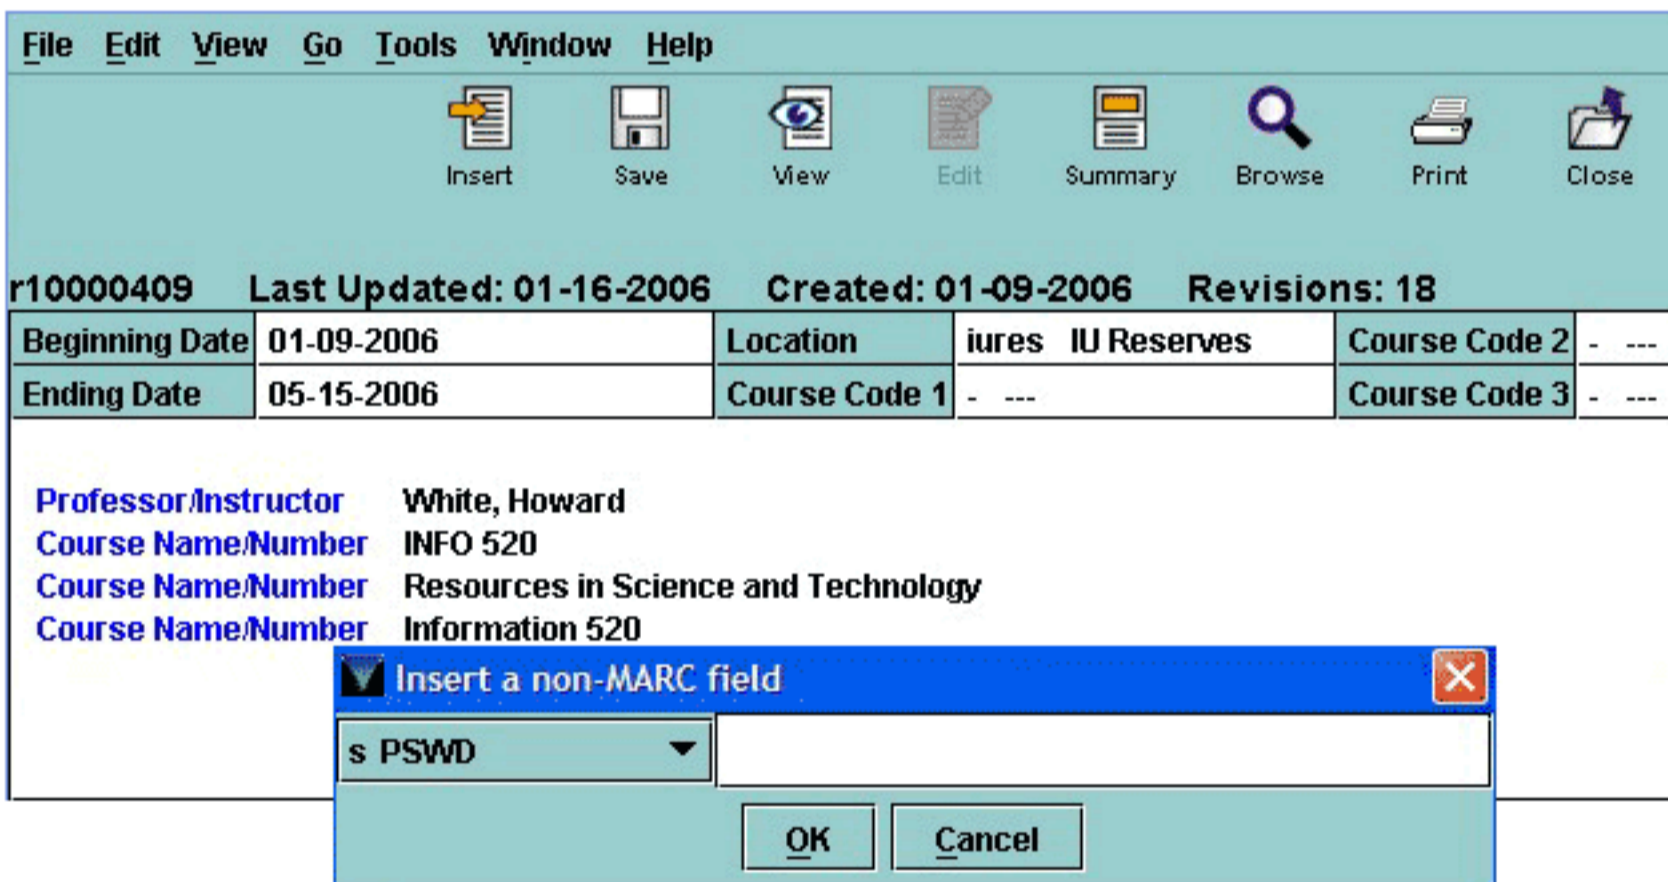 File Edit View Go Tools Window Help
Insert Save View Edit Summary Browse Print Close
r10000409 Last Updated: 01-16-2006 Created: 01-09-2006 Revisions: 18
Beginning Date 01-09-2006 Location iures IU Reserves Course Code 2 - ---
Ending Date 05-15-2006 Course Code 1 - --- Course Code 3 - ---
Professor/Instructor White, Howard
Course Name/Number INFO 520
Course Name/Number Resources in Science and Technology
Course Name/Number Information 520
Insert a non-MARC field
s PSWD
OK Cancel